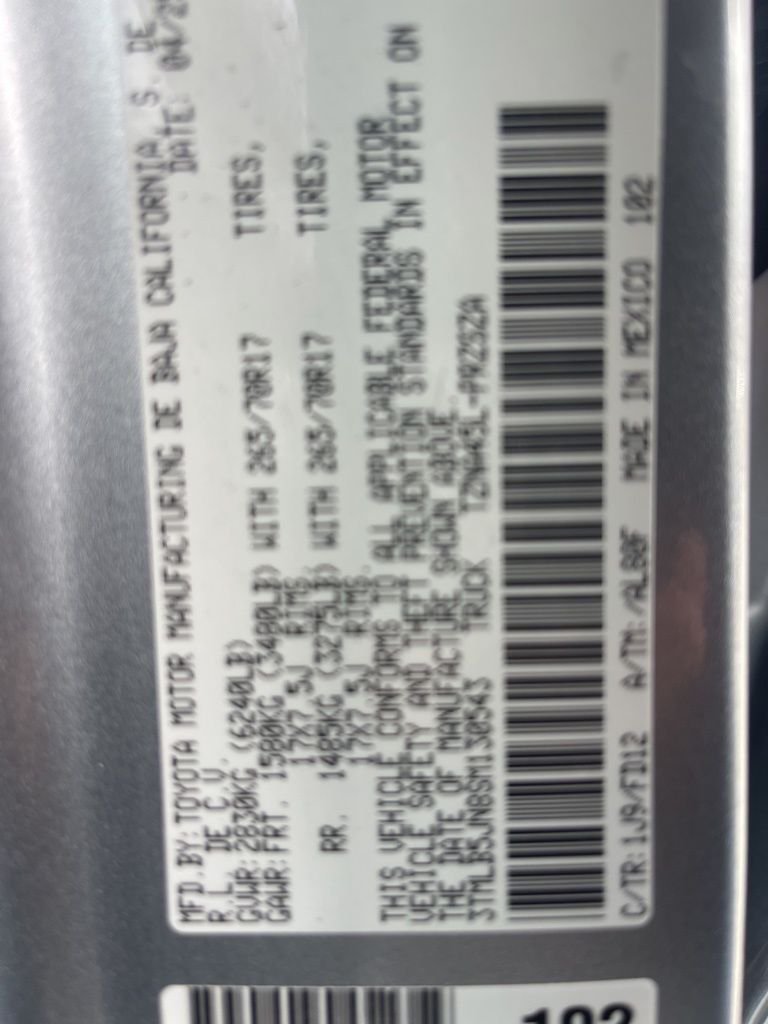 MFD.BY: TOYOTA MOTOR MANUFACTURING DE BAJA CALIFORNIA, S. DE
R.L. DE C.V. DATE: 04/2
GVWR: 2830KG (6240LB)
GAWR: FRT. 1580KG (3480LB) WITH 265/70R17 TIRES,
17X7.5J RIMS,
RR. 1485KG (3275LB) WITH 265/70R17 TIRES,
17X7.5J RIMS,
THIS VEHICLE CONFORMS TO ALL APPLICABLE FEDERAL MOTOR
VEHICLE SAFETY AND THEFT PREVENTION STANDARDS IN EFFECT ON
THE DATE OF MANUFACTURE SHOWN ABOVE.
3TMLB5JN8SM130543 TRUCK
C/TR: 1J9/FD12 A/TM: MADE IN MEXICO 102
102